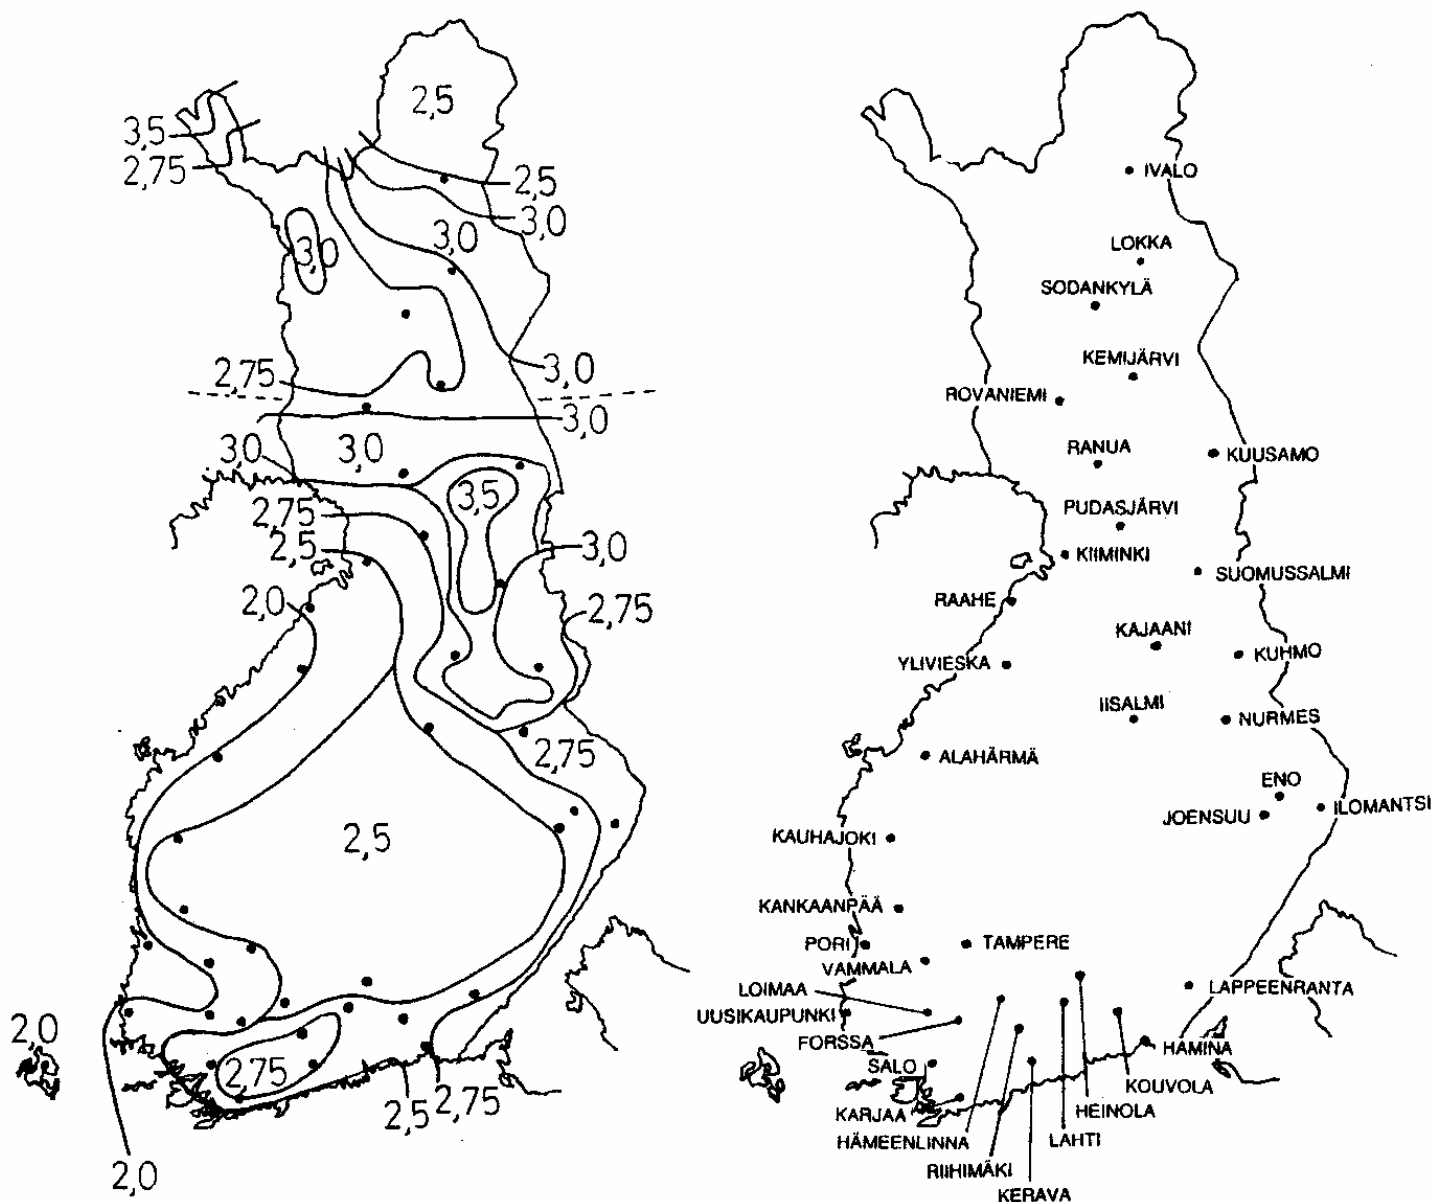 2,5
3,5
2,75
2,5
3,0
3,0
3,0
2,75
3,0
3,0
3,0
3,0
3,5
2,75
2,5
3,0
2,0
2,75
2,75
2,5
2,0
2,75
2,5
2,75
2,0
IVALO
LOKKA
SODANKYLÄ
KEMIJÄRVI
ROVANIEMI
RANUA
KUUSAMO
PUDASJÄRVI
KIIMINKI
SUOMUSSALMI
RAAHE
KAJAANI
YLIVIESKA
KUHMO
IISALMI
NURMES
ALAHÄRMÄ
ENO
JOENSUU
ILOMANTSI
KAUHAJOKI
KANKAANPÄÄ
PORI
TAMPERE
VAMMALA
LOIMAA
LAPPEENRANTA
UUSIKAUPUNKI
FORSSA
HAMINA
SALO
KOUVOLA
KARJAA
HEINOLA
HÄMEENLINNA
LAHTI
RIIHIMÄKI
KERAVA